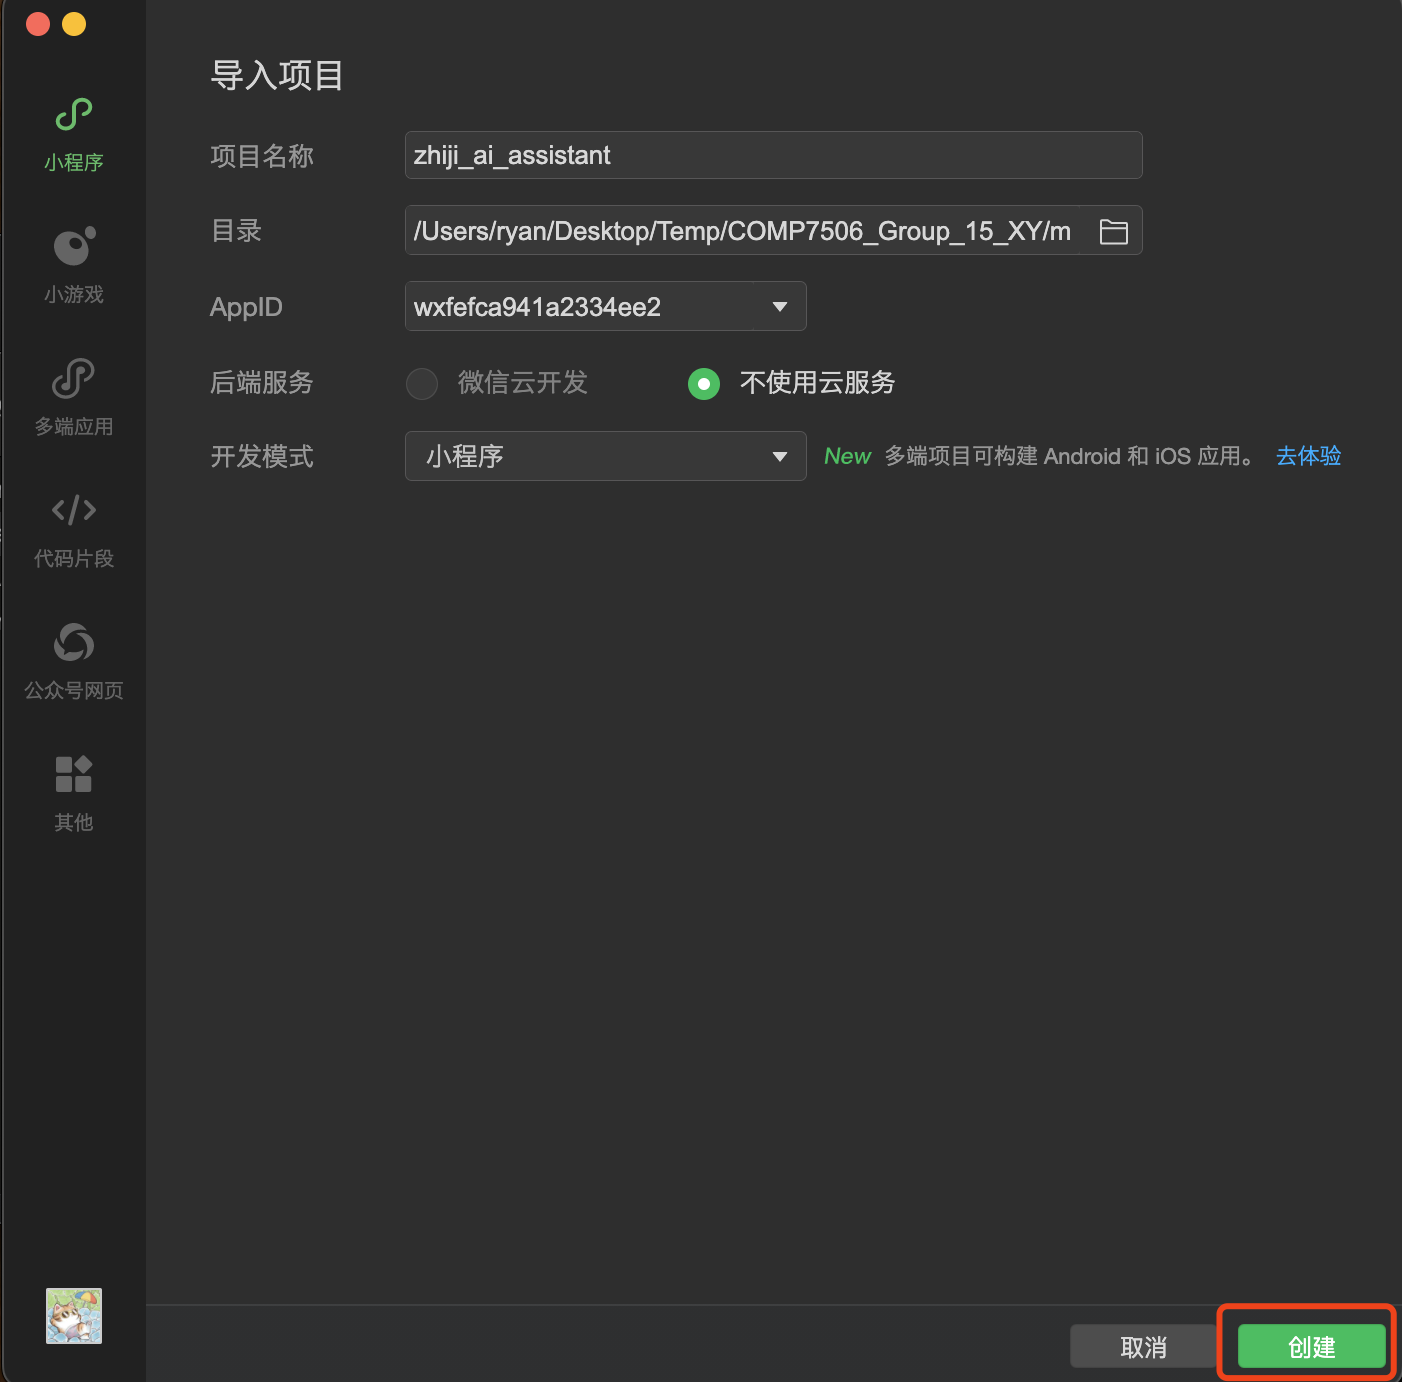 小程序
小游戏
多端应用
代码片段
公众号网页
其他
导入项目
项目名称 zhiji_ai_assistant
目录 /Users/ryan/Desktop/Temp/COMP7506_Group_15_XY/m
AppID wxfefca941a2334ee2
后端服务 微信云开发 不使用云服务
开发模式 小程序 New 多端项目可构建 Android 和 iOS 应用。 去体验
取消 创建